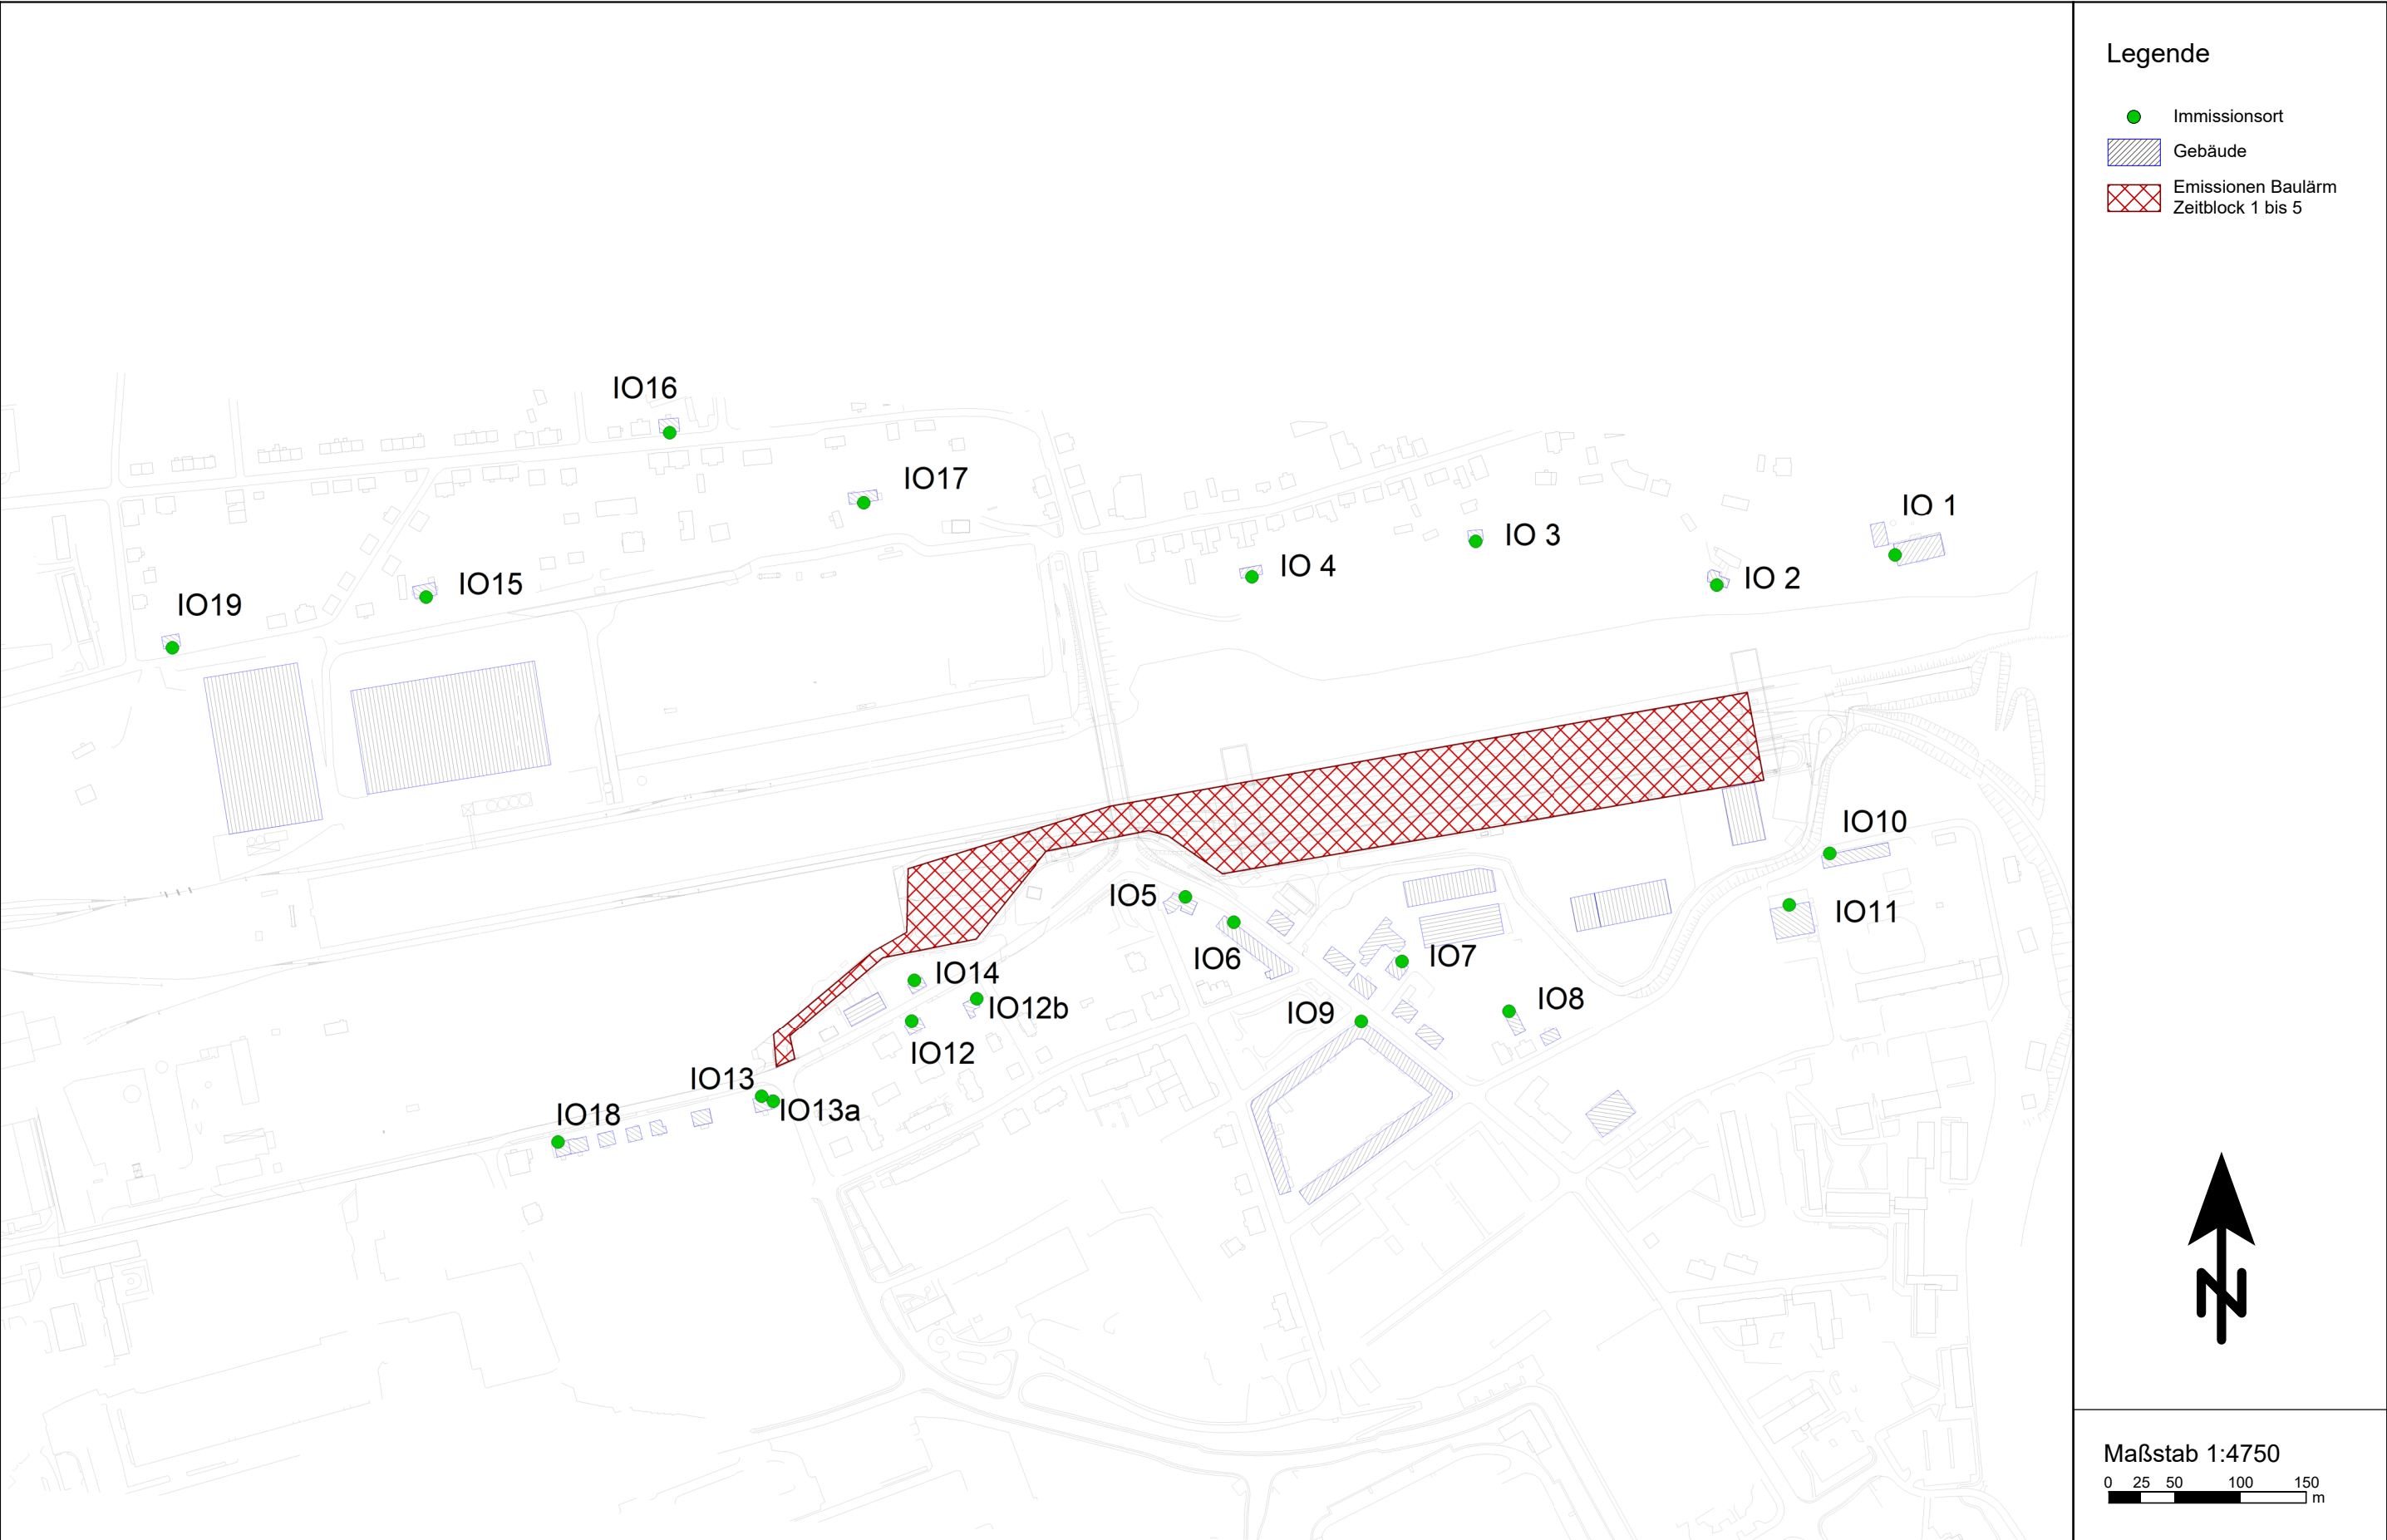 IO16
IO17
IO 1
IO 3
IO 4
IO 2
IO15
IO19
IO10
IO5
IO11
IO6
IO7
IO14
IO12b
IO8
IO9
IO12
IO13
IO13a
IO18
Legende
Immissionsort
Gebäude
Emissionen Baulärm
Zeitblock 1 bis 5
N
Maßstab 1:4750
0 25 50 100 150
m